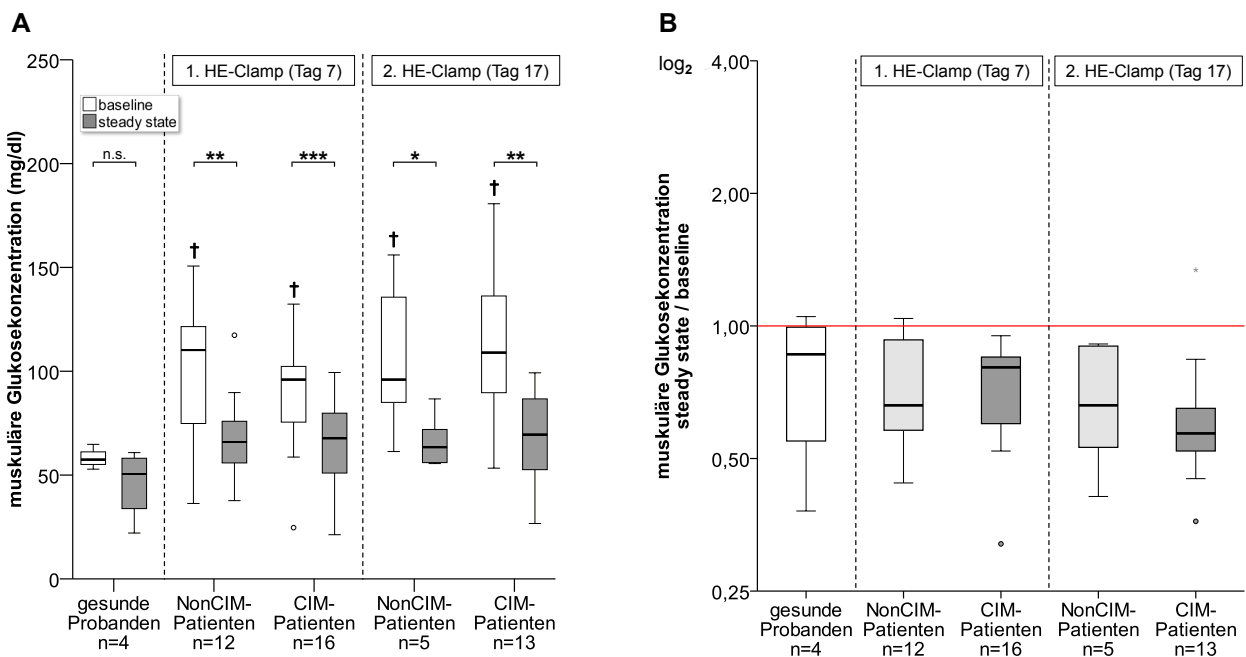 A
muskuläre Glukosekonzentration (mg/dl)
250
200
150
100
50
0
1. HE-Clamp (Tag 7)
2. HE-Clamp (Tag 17)
baseline
steady state
n.s.
**
***
*
**
†
†
†
†
gesunde
Probanden
n=4
NonCIM-
Patienten
n=12
CIM-
Patienten
n=16
NonCIM-
Patienten
n=5
CIM-
Patienten
n=13
B
log₂
muskuläre Glukosekonzentration
steady state / baseline
4,00
2,00
1,00
0,50
0,25
1. HE-Clamp (Tag 7)
2. HE-Clamp (Tag 17)
*
gesunde
Probanden
n=4
NonCIM-
Patienten
n=12
CIM-
Patienten
n=16
NonCIM-
Patienten
n=5
CIM-
Patienten
n=13